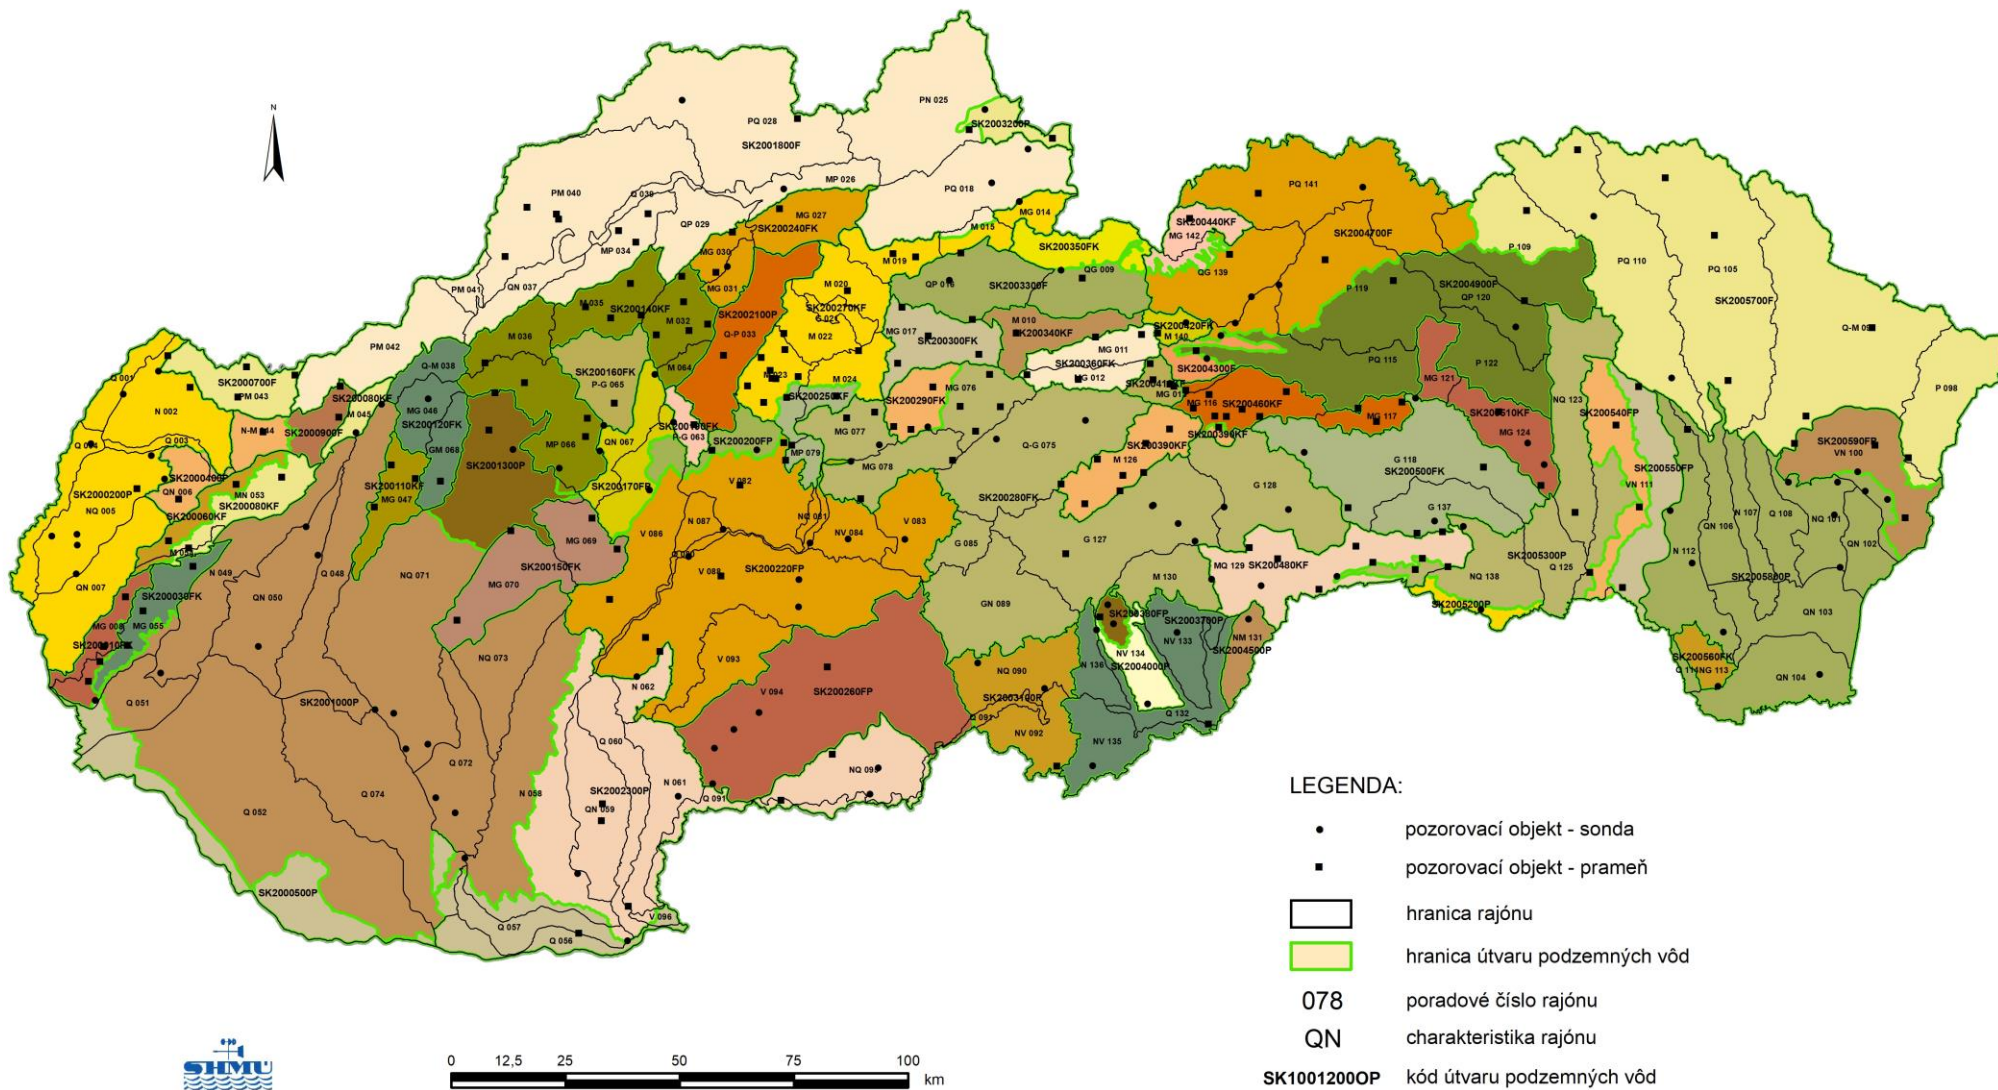 N
PN 025
PQ 028
SK2001800F
SK2003200P
MP 026
PQ 018
PM 040
Q 039
QP 029
MP 034
MG 027
SK200240FK
MG 014
M 015
SK200350FK
PQ 141
SK200440KF
MG 142
SK2004700F
QG 139
P 109
PQ 110
PQ 105
SK2005700F
P 098
PM 041
QN 037
PM 042
MG 030
MG 031
M 019
M 020
SK200270KF
M 022
M 024
QP 016
SK2003300F
QG 009
M 035
SK200140KF
M 032
M 036
SK2002100P
Q-P 033
MG 017
SK200300FK
M 010
SK200340KF
MG 011
SK200360FK
MG 012
SK200420FK
M 140
SK2004300F
P 119
SK2004900F
QP 120
PQ 115
P 122
MG 121
MG 116
SK200460KF
MG 117
SK200390KF
MG 124
NQ 123
SK200540FP
SK200550FP
VN 111
SK200590FP
VN 100
Q 001
SK2000700F
PM 043
N 002
Q 003
SK200080KF
M 045
SK2000900F
Q-M 038
MG 046
SK200120FK
GM 068
SK200160FK
P-G 065
M 064
MP 066
QN 067
SK200170FP
SK200200FP
SK200250KF
MG 076
SK200290KF
MG 077
MP 079
MG 078
Q-G 075
SK200280FK
M 126
SK200390KF
G 128
G 118
SK200500FK
G 137
SK2000200P
NQ 005
QN 006
SK200060KF
MN 053
SK200080KF
SK200110KF
MG 047
SK2001300P
MG 069
SK200150FK
MG 070
V 082
V 086
N 087
NV 084
V 083
V 088
SK200220FP
G 085
G 127
GN 089
M 130
MQ 129
SK200480KF
NQ 138
SK2005200P
SK2005300P
Q 125
N 112
QN 106
N 107
Q 108
NQ 101
QN 102
SK2005800P
QN 103
QN 104
SK200560FK
NG 113
QN 007
N 049
SK200030FK
MG 055
MG 008
QN 050
Q 048
NQ 071
NQ 073
Q 051
SK2001000P
Q 052
Q 074
Q 072
N 058
N 062
V 093
V 094
SK200260FP
Q 060
N 061
SK2002300P
QN 059
Q 091
NQ 090
SK2003100P
NV 092
NV 134
SK2004000P
NV 133
SK2003700P
NM 131
SK2004500P
Q 132
NV 135
SK2000500P
Q 057
Q 056
V 096
LEGENDA:
pozorovací objekt - sonda
pozorovací objekt - prameň
hranica rajónu
hranica útvaru podzemných vôd
078 poradové číslo rajónu
QN charakteristika rajónu
SK1001200OP kód útvaru podzemných vôd
SHMÚ
0 12,5 25 50 75 100
km